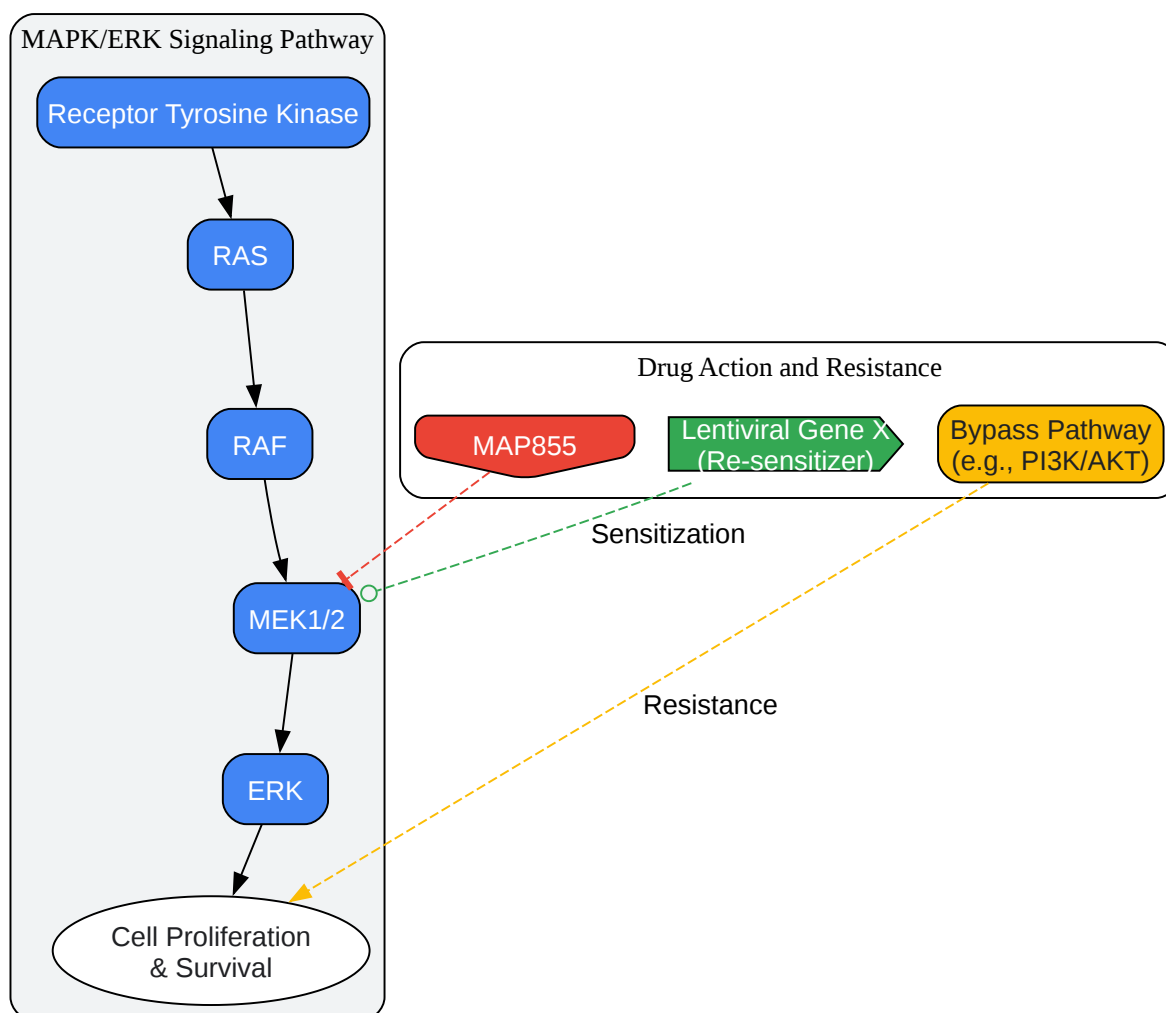 MAPK/ERK Signaling Pathway
Receptor Tyrosine Kinase
RAS
RAF
Drug Action and Resistance
MAP855
Lentiviral Gene X
(Re-sensitizer)
Bypass Pathway
(e.g., PI3K/AKT)
Sensitization
MEK1/2
Resistance
ERK
Cell Proliferation
& Survival